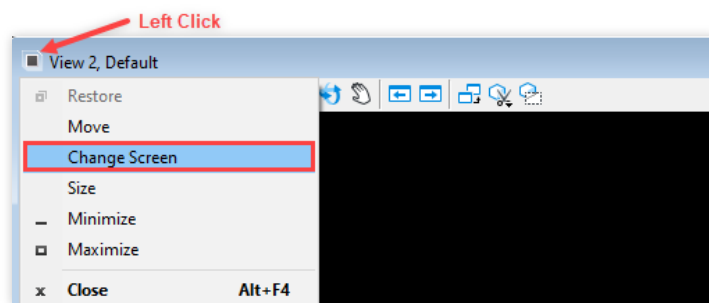 Left Click
View 2, Default
Restore
Move
Change Screen
Size
Minimize
Maximize
Close Alt+F4